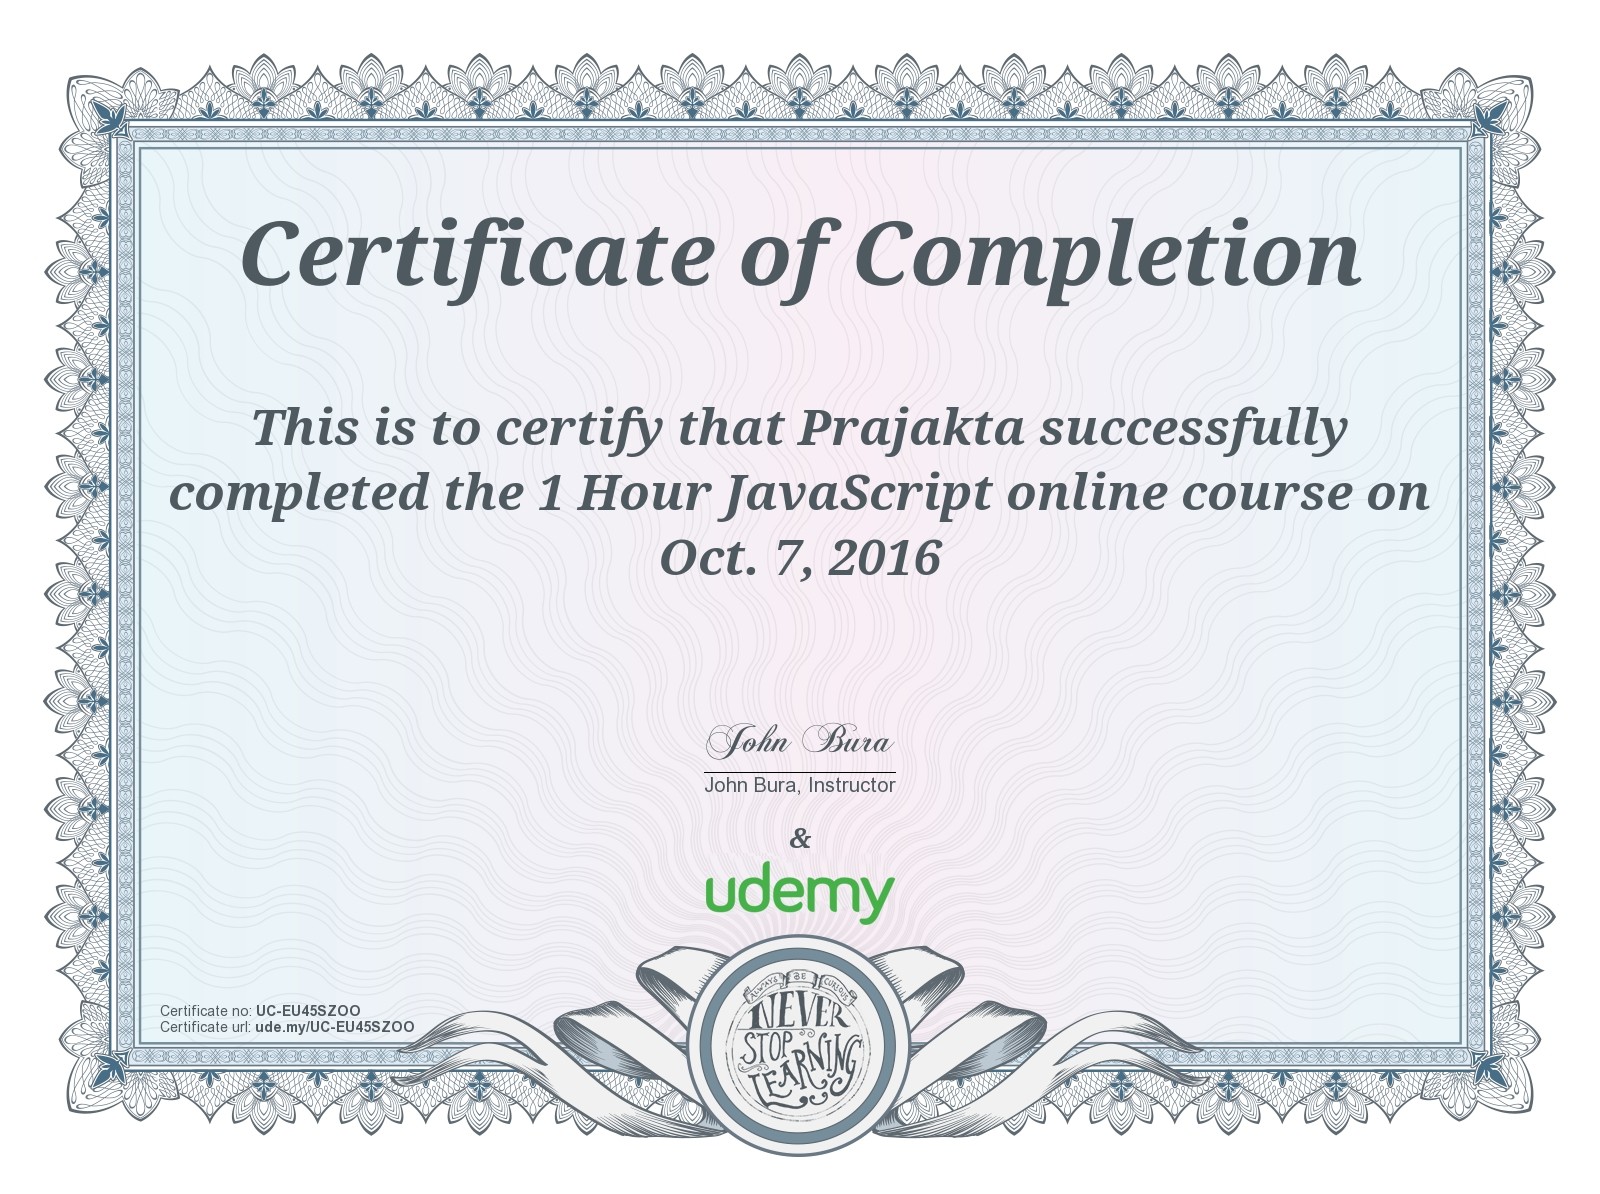 Certificate of Completion
This is to certify that Prajakta successfully
completed the 1 Hour JavaScript online course on
Oct. 7, 2016
John Bura
John Bura, Instructor
&
udemy
Certificate no: UC-EU45SZOO
Certificate url: ude.my/UC-EU45SZOO
ALWAYS BE CURIOUS
NEVER
STOP
LEARNING